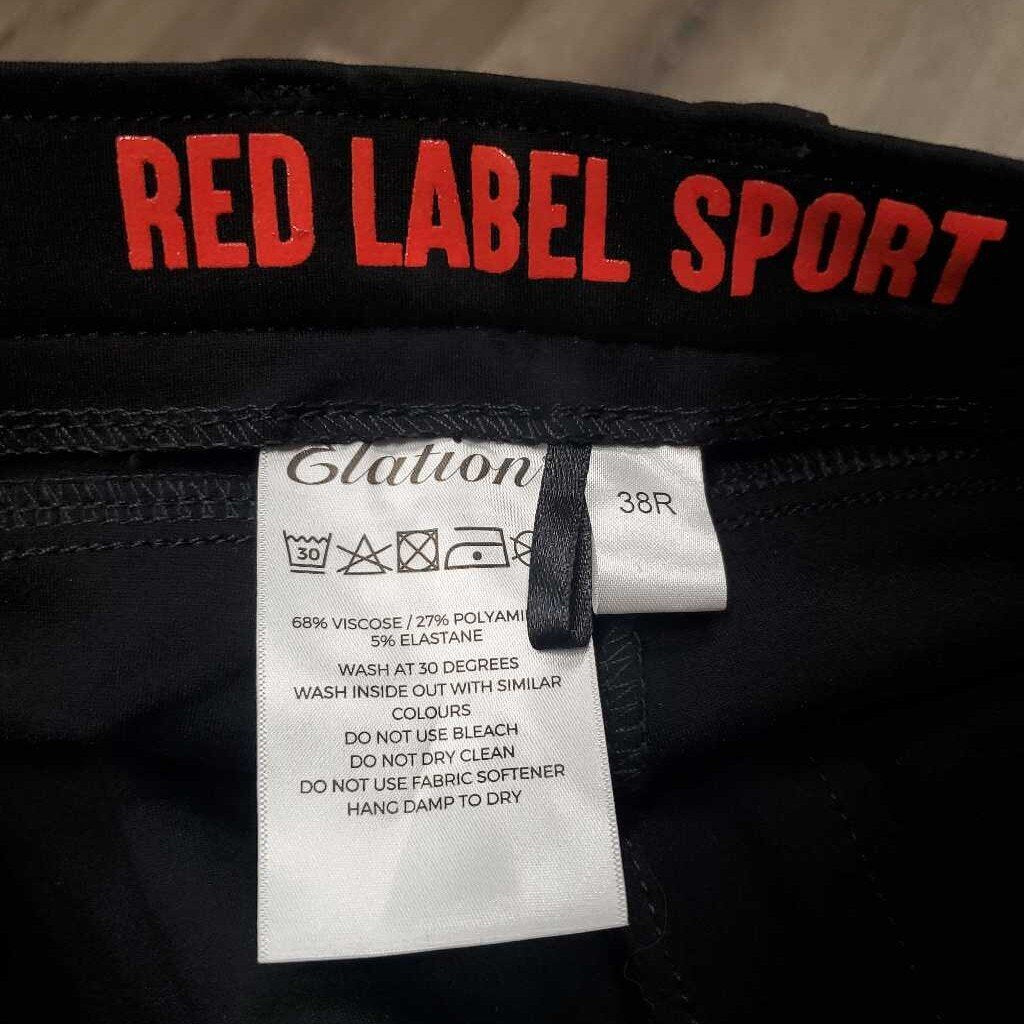 RED LABEL SPORT
Elation
38R
30
68% VISCOSE / 27%
5% ELASTANE
WASH AT 30 DEGREES
WASH INSIDE OUT WITH SIMILAR
COLOURS
DO NOT USE BLEACH
DO NOT DRY CLEAN
DO NOT USE FABRIC SOFTENER
HANG DAMP TO DRY